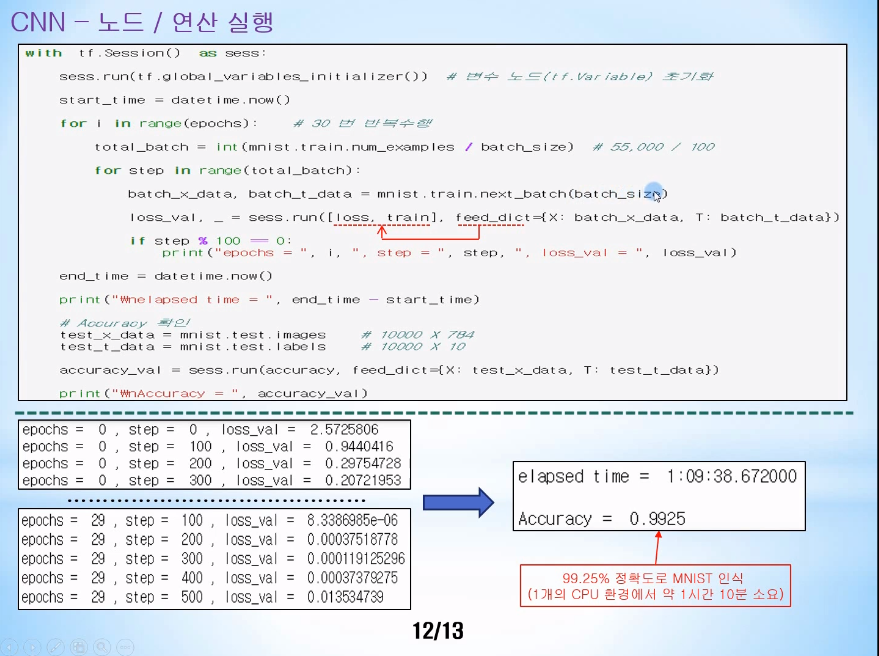 CNN – 노드 / 연산 실행
with tf.Session() as sess:
sess.run(tf.global_variables_initializer()) # 변수 노드(tf.Variable) 초기화
start_time = datetime.now()
for i in range(epochs): # 30 번 반복수행
total_batch = int(mnist.train.num_examples / batch_size) # 55,000 / 100
for step in range(total_batch):
batch_x_data, batch_t_data = mnist.train.next_batch(batch_size)
loss_val, _ = sess.run([loss, train], feed_dict={X: batch_x_data, T: batch_t_data})
if step % 100 == 0:
print("epochs = ", i, ", step = ", step, ", loss_val = ", loss_val)
end_time = datetime.now()
print("₩nelapsed time = ", end_time - start_time)
# Accuracy 확인
test_x_data = mnist.test.images # 10000 X 784
test_t_data = mnist.test.labels # 10000 X 10
accuracy_val = sess.run(accuracy, feed_dict={X: test_x_data, T: test_t_data})
print("₩nAccuracy = ", accuracy_val)
epochs = 0 , step = 0 , loss_val = 2.5725806
epochs = 0 , step = 100 , loss_val = 0.9440416
epochs = 0 , step = 200 , loss_val = 0.29754728
epochs = 0 , step = 300 , loss_val = 0.20721953
epochs = 29 , step = 100 , loss_val = 8.3386985e-06
epochs = 29 , step = 200 , loss_val = 0.00037518778
epochs = 29 , step = 300 , loss_val = 0.000119125296
epochs = 29 , step = 400 , loss_val = 0.00037379275
epochs = 29 , step = 500 , loss_val = 0.013534739
elapsed time = 1:09:38.672000
Accuracy = 0.9925
99.25% 정확도로 MNIST 인식
(1개의 CPU 환경에서 약 1시간 10분 소요)
12/13